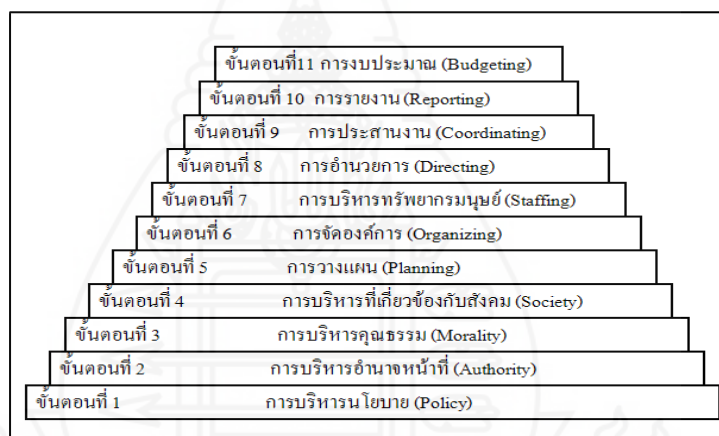 ขั้นตอนที่11 การงบประมาณ (Budgeting)
ขั้นตอนที่ 10 การรายงาน (Reporting)
ขั้นตอนที่ 9 การประสานงาน (Coordinating)
ขั้นตอนที่ 8 การอำนวยการ (Directing)
ขั้นตอนที่ 7 การบริหารทรัพยากรมนุษย์ (Staffing)
ขั้นตอนที่ 6 การจัดองค์การ (Organizing)
ขั้นตอนที่ 5 การวางแผน (Planning)
ขั้นตอนที่ 4 การบริหารที่เกี่ยวข้องกับสังคม (Society)
ขั้นตอนที่ 3 การบริหารคุณธรรม (Morality)
ขั้นตอนที่ 2 การบริหารอำนาจหน้าที่ (Authority)
ขั้นตอนที่ 1 การบริหารนโยบาย (Policy)